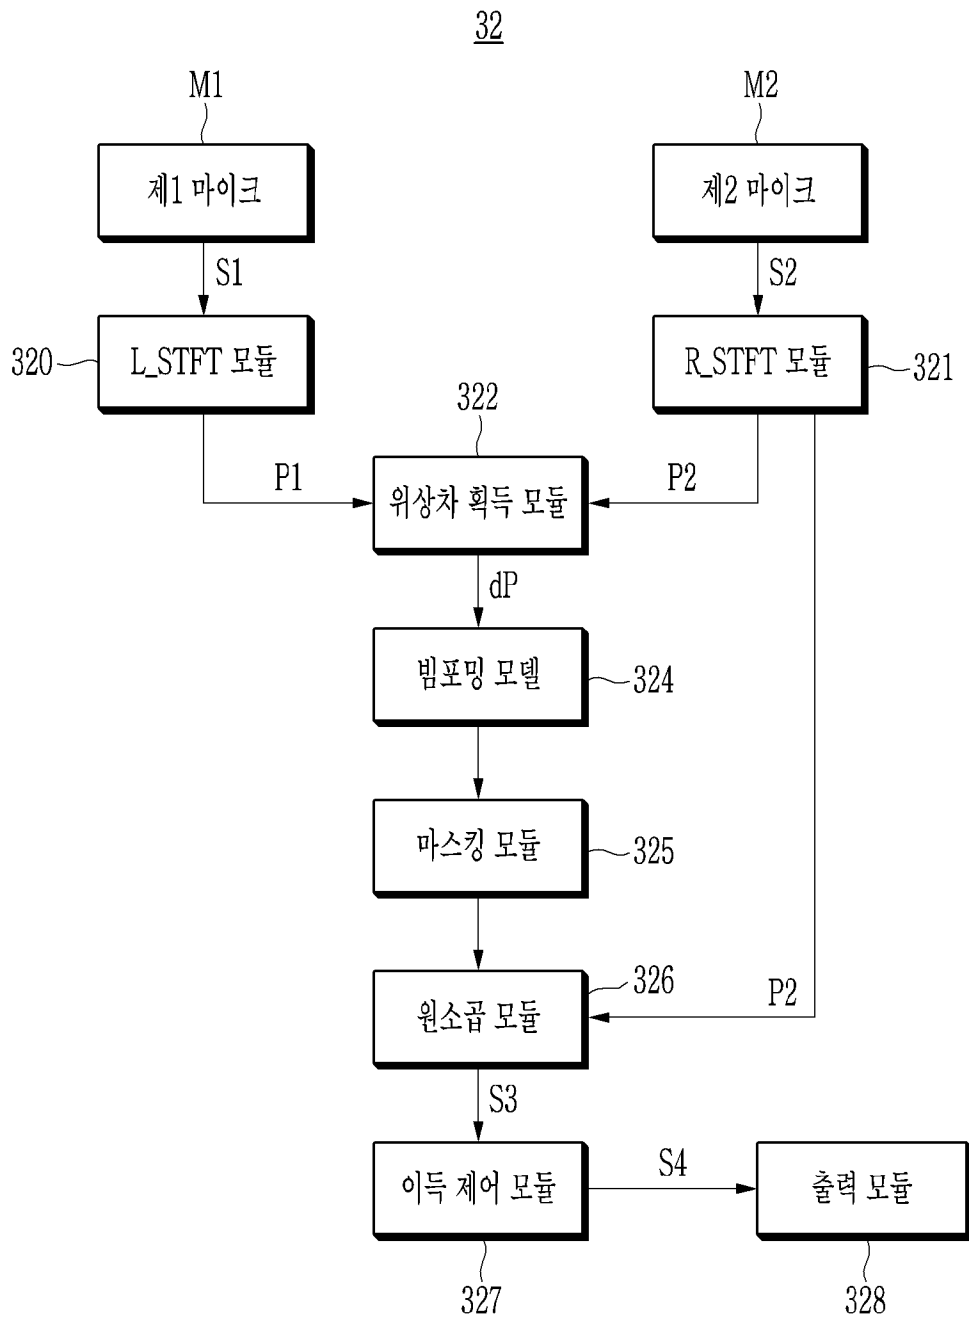 32
M1
M2
제1 마이크
제2 마이크
S1
S2
320
L_STFT 모듈
R_STFT 모듈
321
322
P1
P2
위상차 획득 모듈
dP
빔포밍 모델
324
마스킹 모듈
325
326
P2
원소곱 모듈
S3
이득 제어 모듈
S4
출력 모듈
327
328